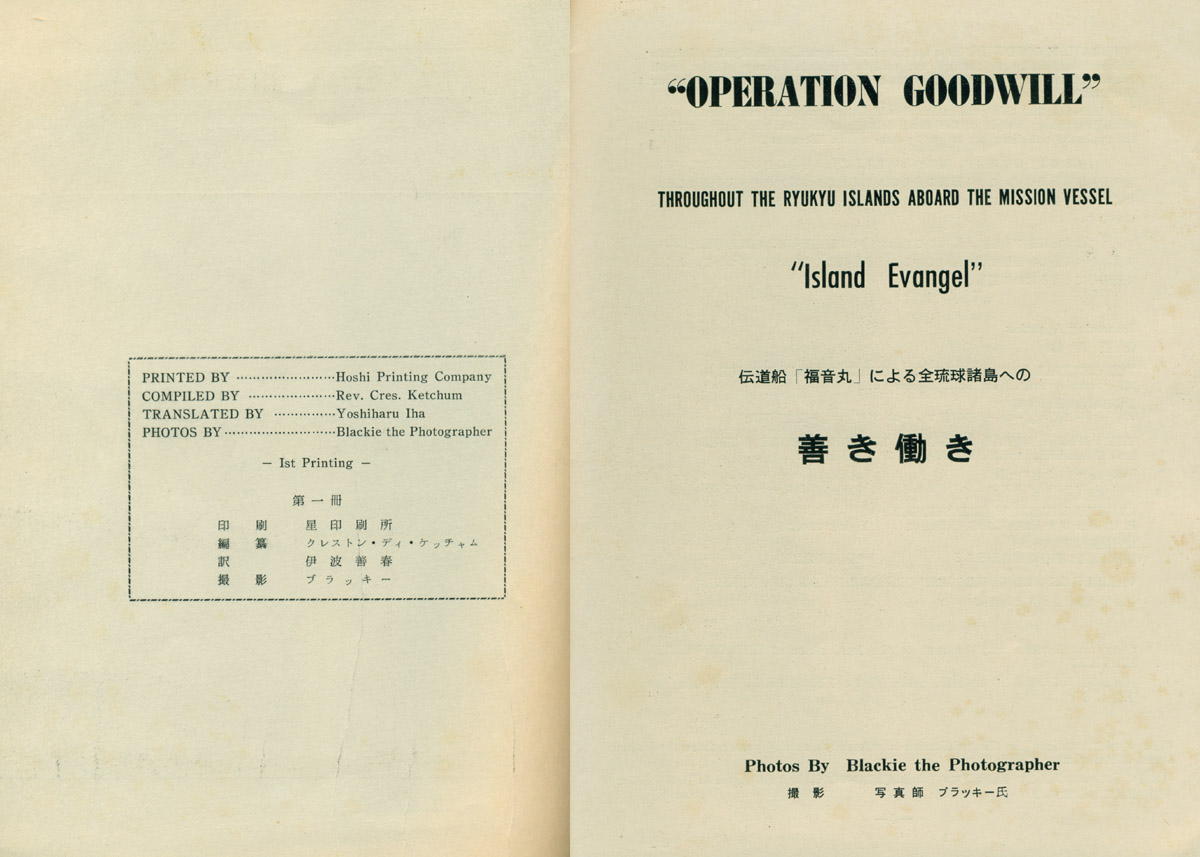 PRINTED BY ........................Hoshi Printing Company
COMPILED BY .....................Rev. Cres. Ketchum
TRANSLATED BY ...............Yoshiharu Iha
PHOTOS BY...........................Blackie the Photographer
— Ist Printing —
第一冊
印刷 星印刷所
編纂 クレストン・ディ・ケッチャム
訳 伊波善春
撮影 ブラッキー
“OPERATION GOODWILL”
THROUGHOUT THE RYUKYU ISLANDS ABOARD THE MISSION VESSEL
“Island Evangel”
伝道船「福音丸」による全琉球諸島への
善き働き
Photos By Blackie the Photographer
撮影 写真師 ブラッキー氏